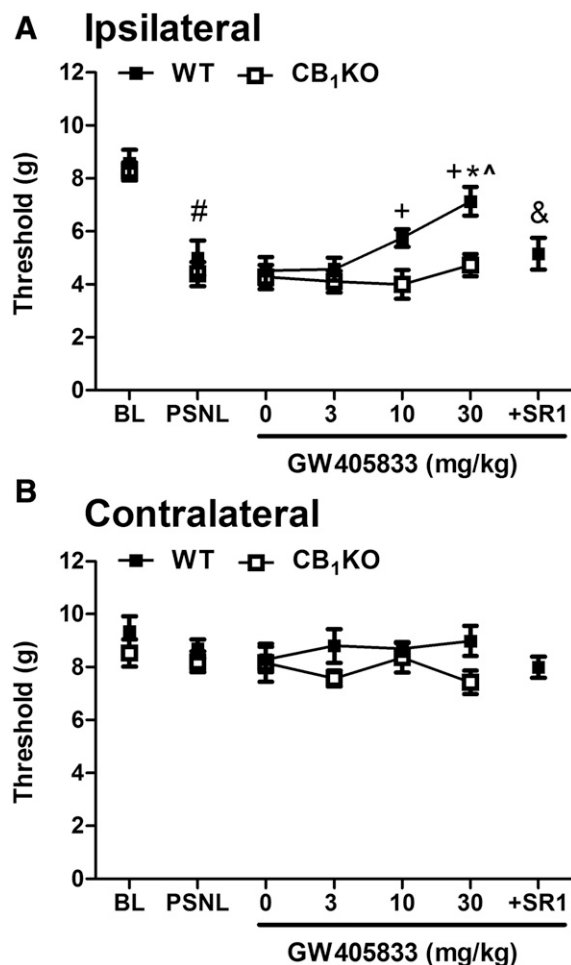 A Ipsilateral
WT CB₁KO
12
10
+*^
8
# + &
6
4
2
0
Threshold (g)
BL PSNL 0 3 10 30 +SR1
GW405833 (mg/kg)
B Contralateral
WT CB₁KO
12
10
8
6
4
2
0
Threshold (g)
BL PSNL 0 3 10 30 +SR1
GW405833 (mg/kg)